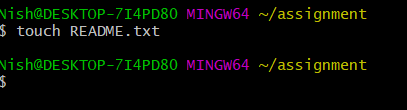 Nish@DESKTOP-7I4PD80 MINGW64 ~/assignment
$ touch README.txt
Nish@DESKTOP-7I4PD80 MINGW64 ~/assignment
$